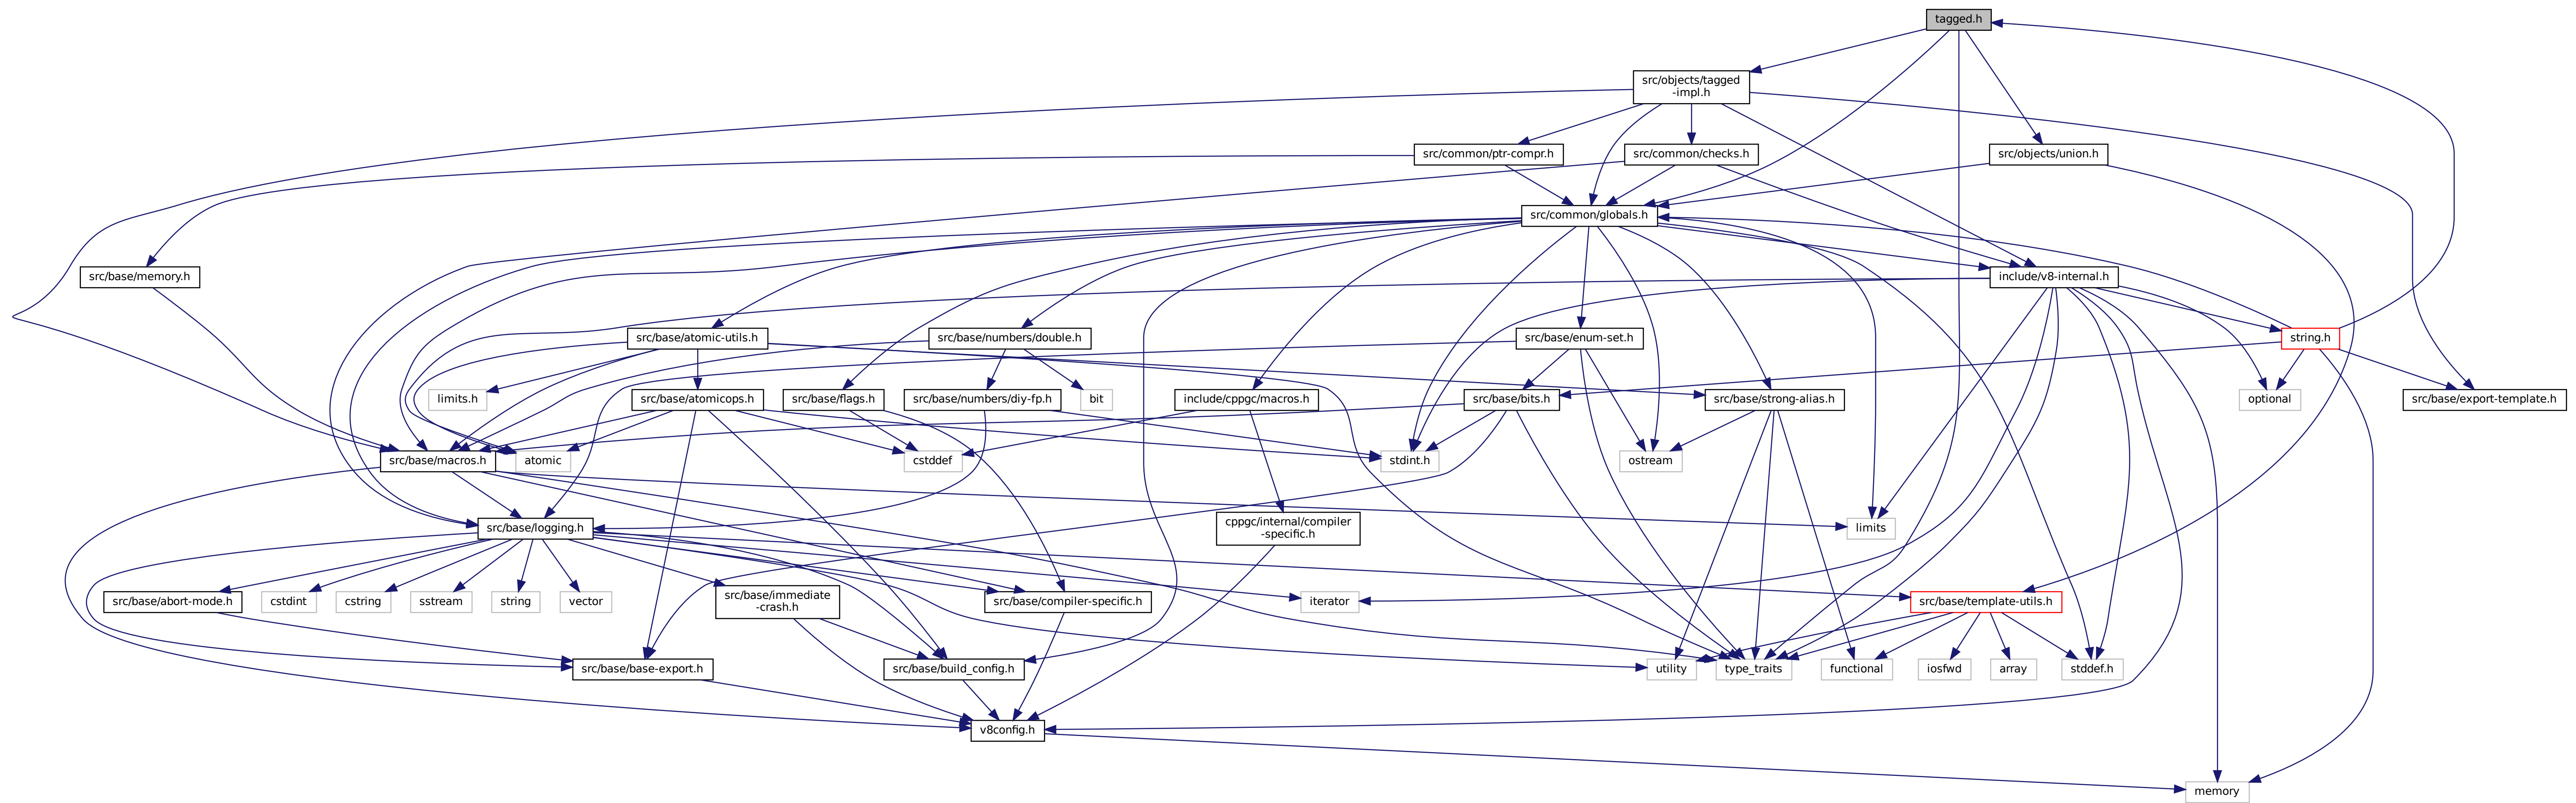 tagged.h
src/objects/tagged
-impl.h
src/common/ptr-compr.h
src/common/checks.h
src/objects/union.h
src/common/globals.h
src/base/memory.h
include/v8-internal.h
src/base/atomic-utils.h
src/base/numbers/double.h
src/base/enum-set.h
string.h
limits.h
src/base/atomicops.h
src/base/flags.h
src/base/numbers/diy-fp.h
bit
include/cppgc/macros.h
src/base/bits.h
src/base/strong-alias.h
optional
src/base/export-template.h
src/base/macros.h
atomic
cstddef
stdint.h
ostream
src/base/logging.h
cppgc/internal/compiler
-specific.h
limits
src/base/abort-mode.h
cstdint
cstring
sstream
string
vector
src/base/immediate
-crash.h
src/base/compiler-specific.h
iterator
src/base/template-utils.h
src/base/base-export.h
src/base/build_config.h
utility
type_traits
functional
iosfwd
array
stddef.h
v8config.h
memory